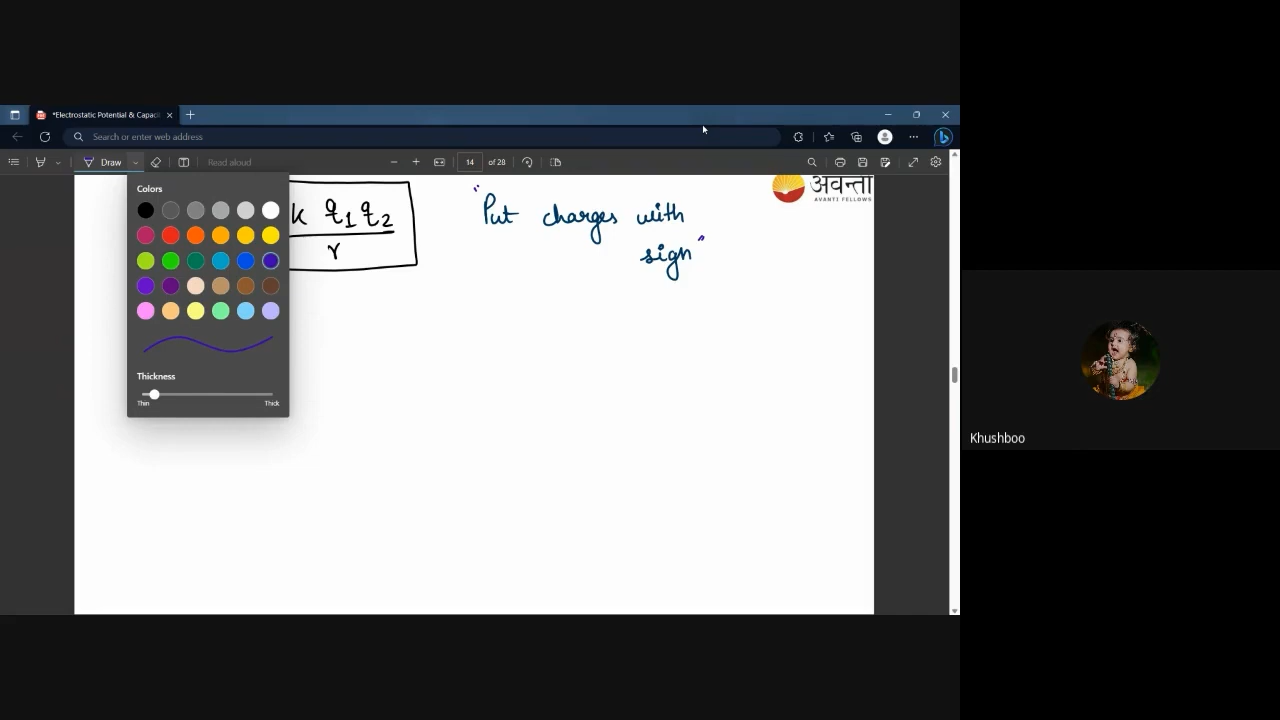 *Electrostatic Potential & Capaci
Search or enter web address
Draw
Read aloud
14 of 28
Colors
Thickness
Thin Thick
k q1q2
r
"Put charges with
sign"
अवन्ता
AVANTI FELLOWS
Khushboo